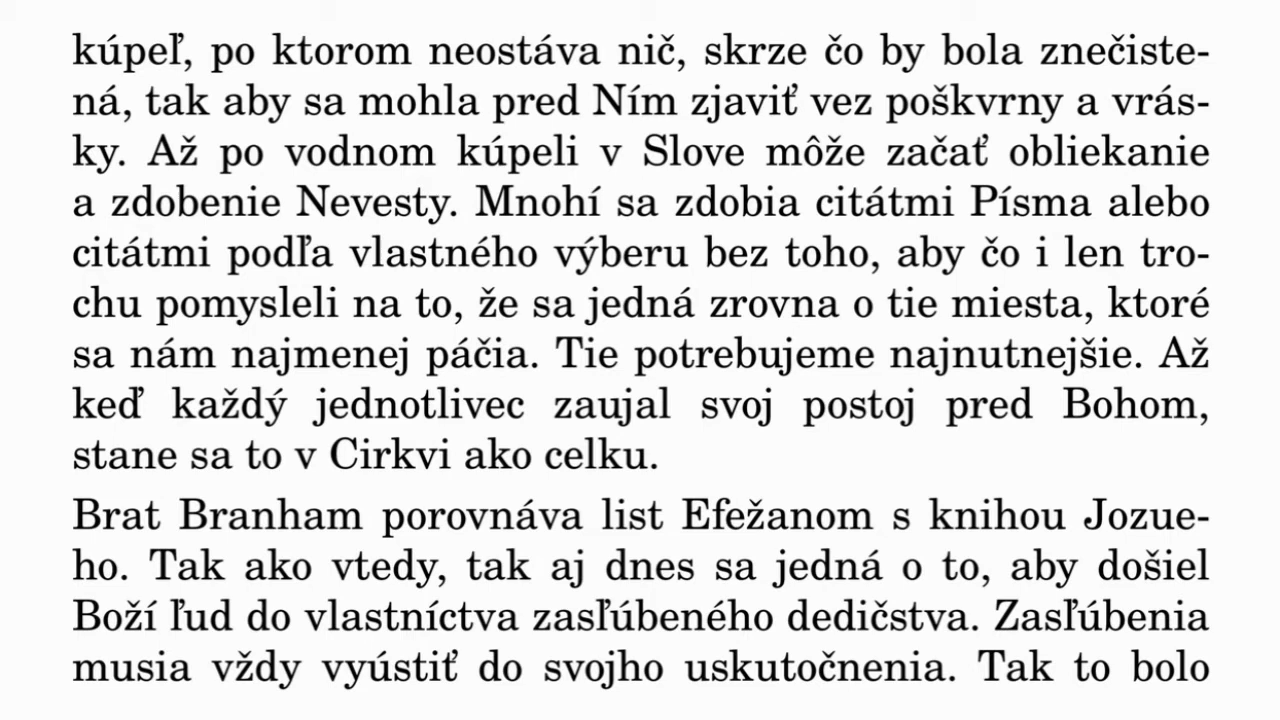 kúpeľ, po ktorom neostáva nič, skrze čo by bola znečiste-
ná, tak aby sa mohla pred Ním zjaviť vez poškvrny a vrás-
ky. Až po vodnom kúpeli v Slove môže začať obliekanie
a zdobenie Nevesty. Mnohí sa zdobia citátmi Písma alebo
citátmi podľa vlastného výberu bez toho, aby čo i len tro-
chu pomysleli na to, že sa jedná zrovna o tie miesta, ktoré
sa nám najmenej páčia. Tie potrebujeme najnutnejšie. Až
keď každý jednotlivec zaujal svoj postoj pred Bohom,
stane sa to v Cirkvi ako celku.
Brat Branham porovnáva list Efežanom s knihou Jozue-
ho. Tak ako vtedy, tak aj dnes sa jedná o to, aby došiel
Boží ľud do vlastníctva zasľúbeného dedičstva. Zasľúbenia
musia vždy vyústiť do svojho uskutočnenia. Tak to bolo